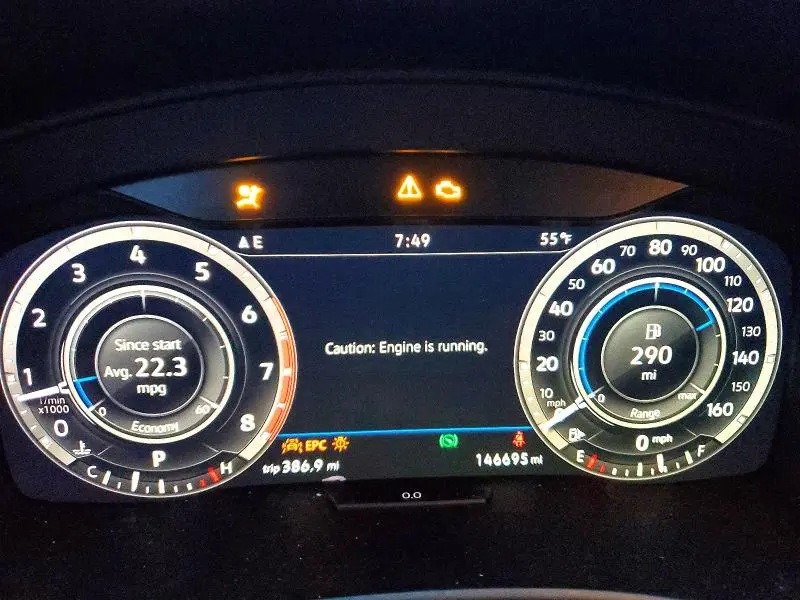 E 7:49 55°F
1 2 3 4 5 6 7 8
1/min
x1000
0
Since start
Avg. 22.3
mpg
0 60
Economy
P
C H
Caution: Engine is running.
EPC
trip 386.9 mi
146695 mi
0.0
10 20 30 40 50 60 70 80 90 100 110 120 130 140 150 160
mph
290
mi
0 max
Range
0 mph
E F